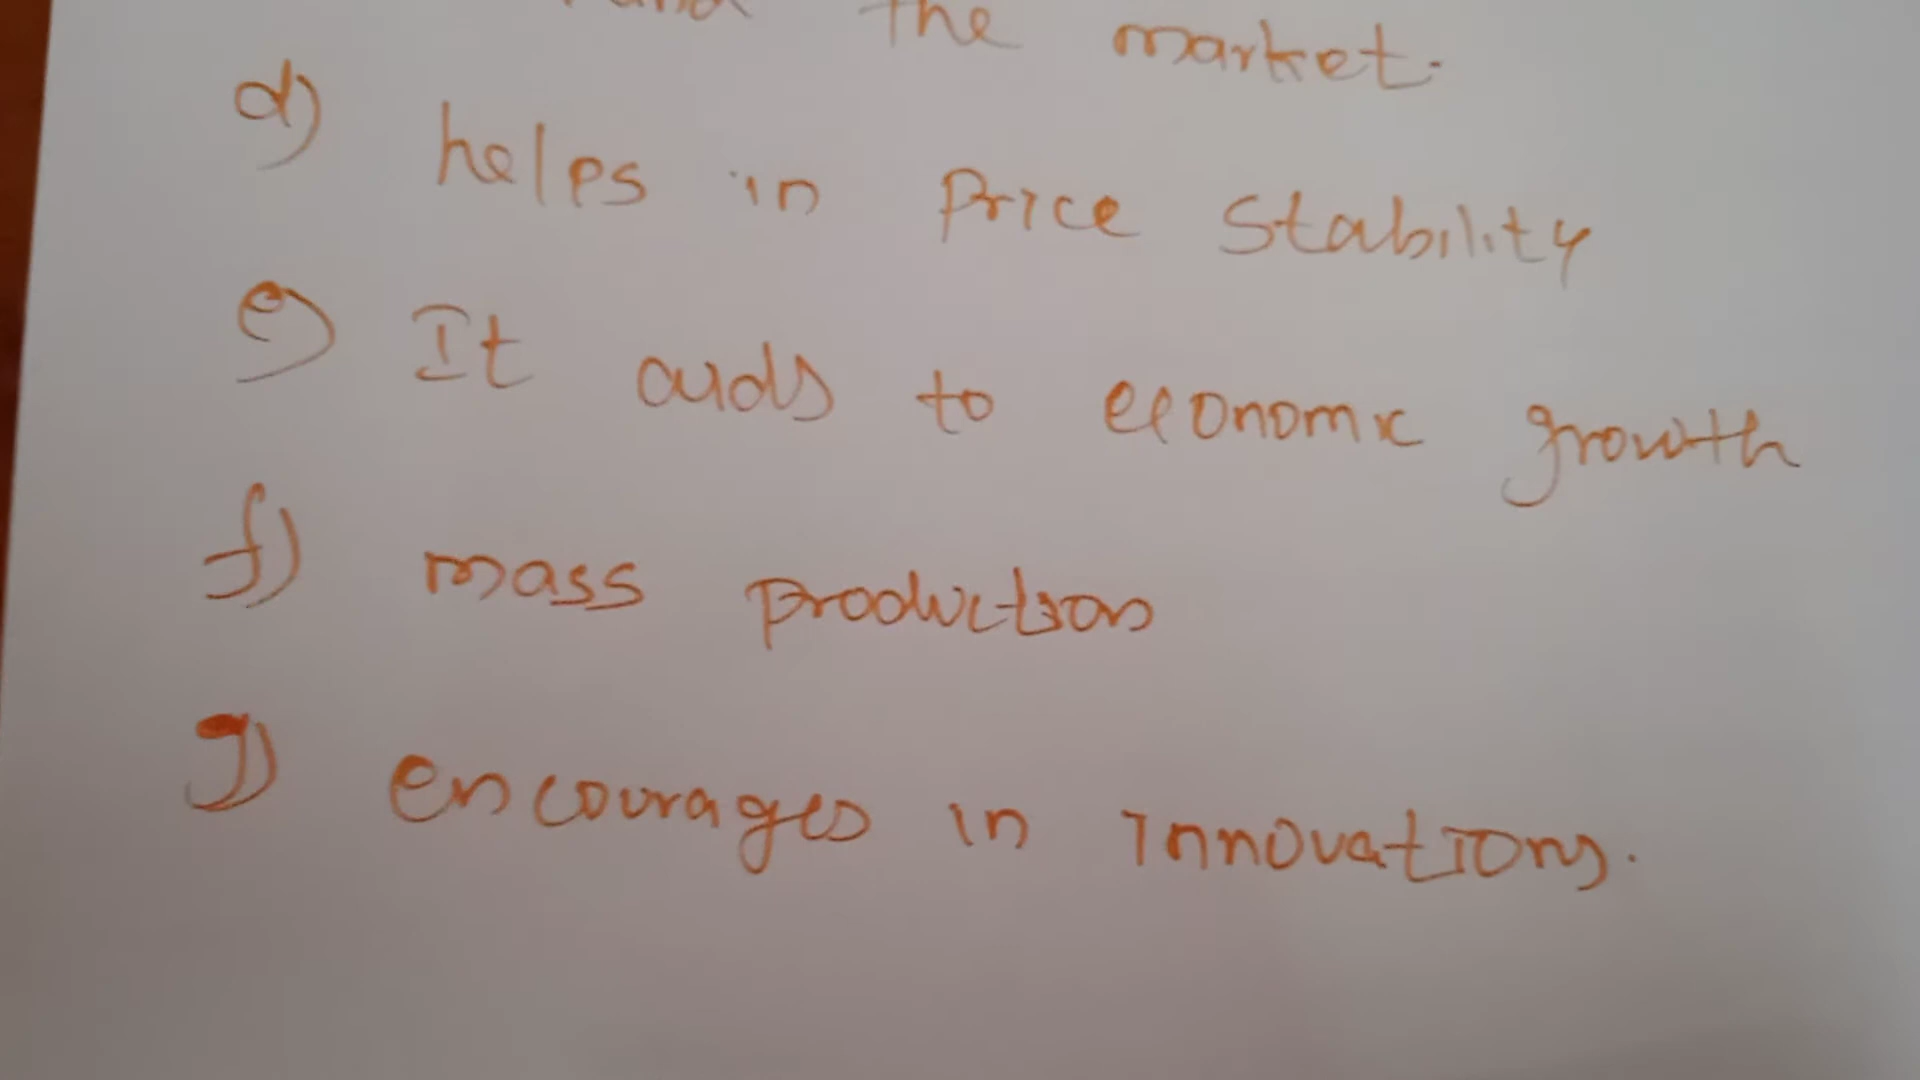 the market.
d) helps in Price Stability
e) It aids to economic growth
f) mass production
g) encourages in innovations.